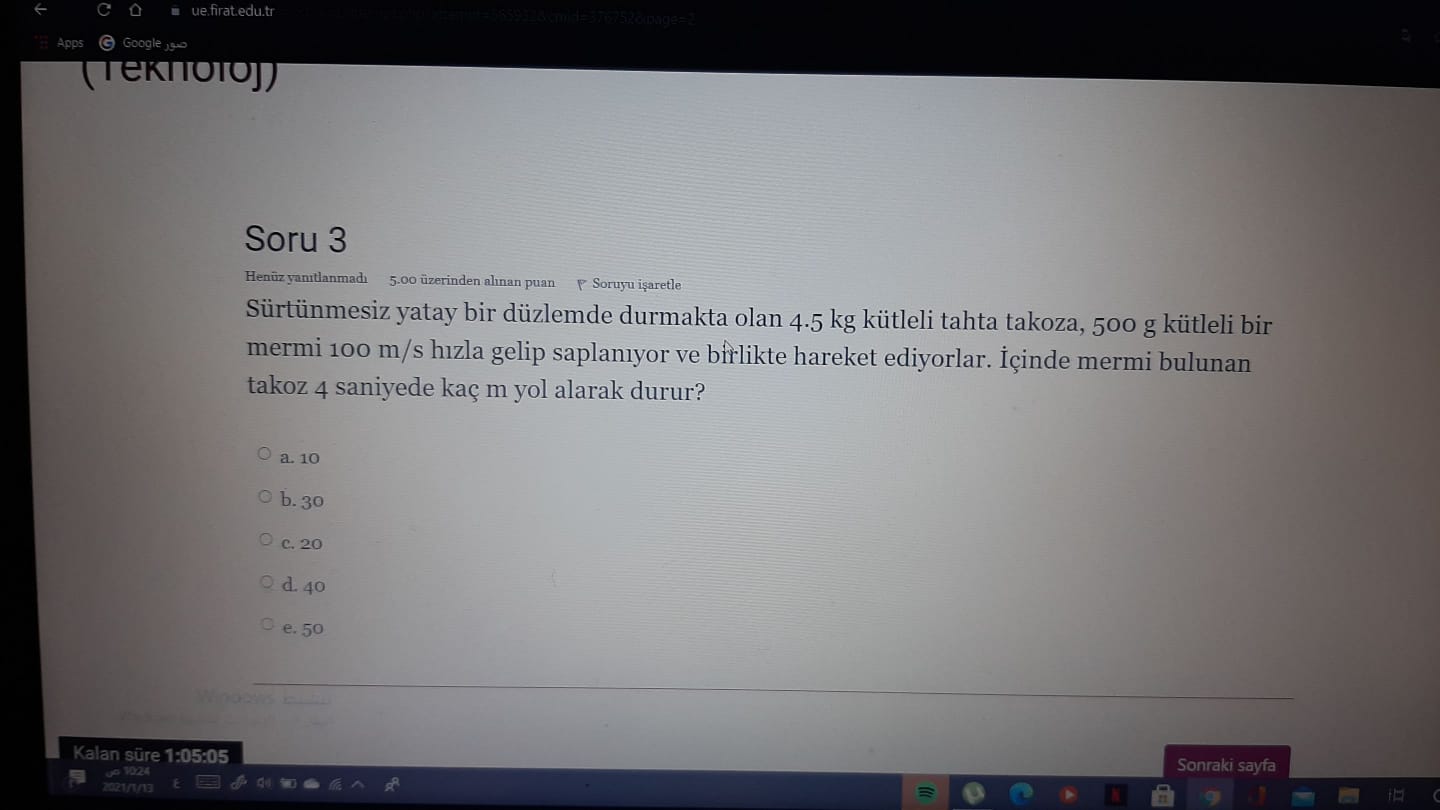 ue.firat.edu.tr
Apps Google صور
(Teknoloji)
Soru 3
Henüz yanıtlanmadı 5.00 üzerinden alınan puan Soruyu işaretle
Sürtünmesiz yatay bir düzlemde durmakta olan 4.5 kg kütleli tahta takoza, 500 g kütleli bir
mermi 100 m/s hızla gelip saplanıyor ve birlikte hareket ediyorlar. İçinde mermi bulunan
takoz 4 saniyede kaç m yol alarak durur?
a. 10
b. 30
c. 20
d. 40
e. 50
Windows
Kalan süre 1:05:05
Sonraki sayfa
10:24 ص
2021/1/13
ع